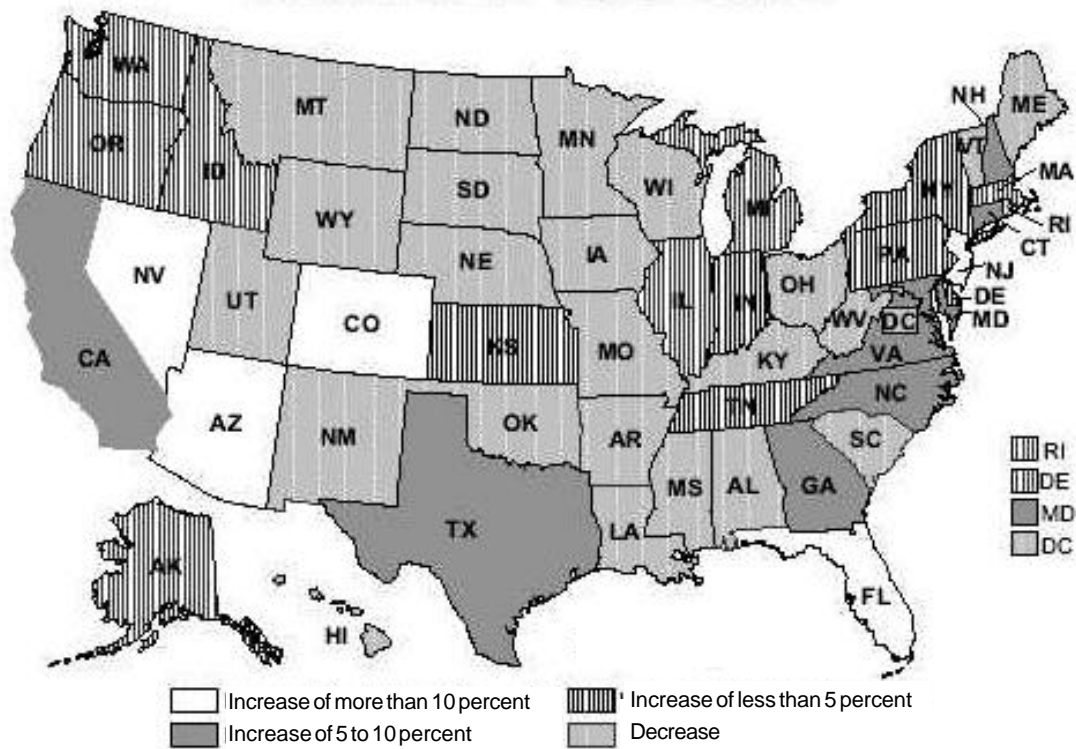 WA
MT
ND
MN
NH
ME
VT
OR
ID
SD
WI
NY
MA
WY
MI
RI
IA
PA
CT
NE
NJ
NV
OH
UT
IL
IN
DE
CO
WV
DC
MD
CA
KS
MO
KY
VA
AZ
TN
NC
NM
OK
AR
SC
MS
AL
GA
TX
LA
AK
FL
HI
RI
DE
MD
DC
Increase of more than 10 percent
Increase of less than 5 percent
Increase of 5 to 10 percent
Decrease